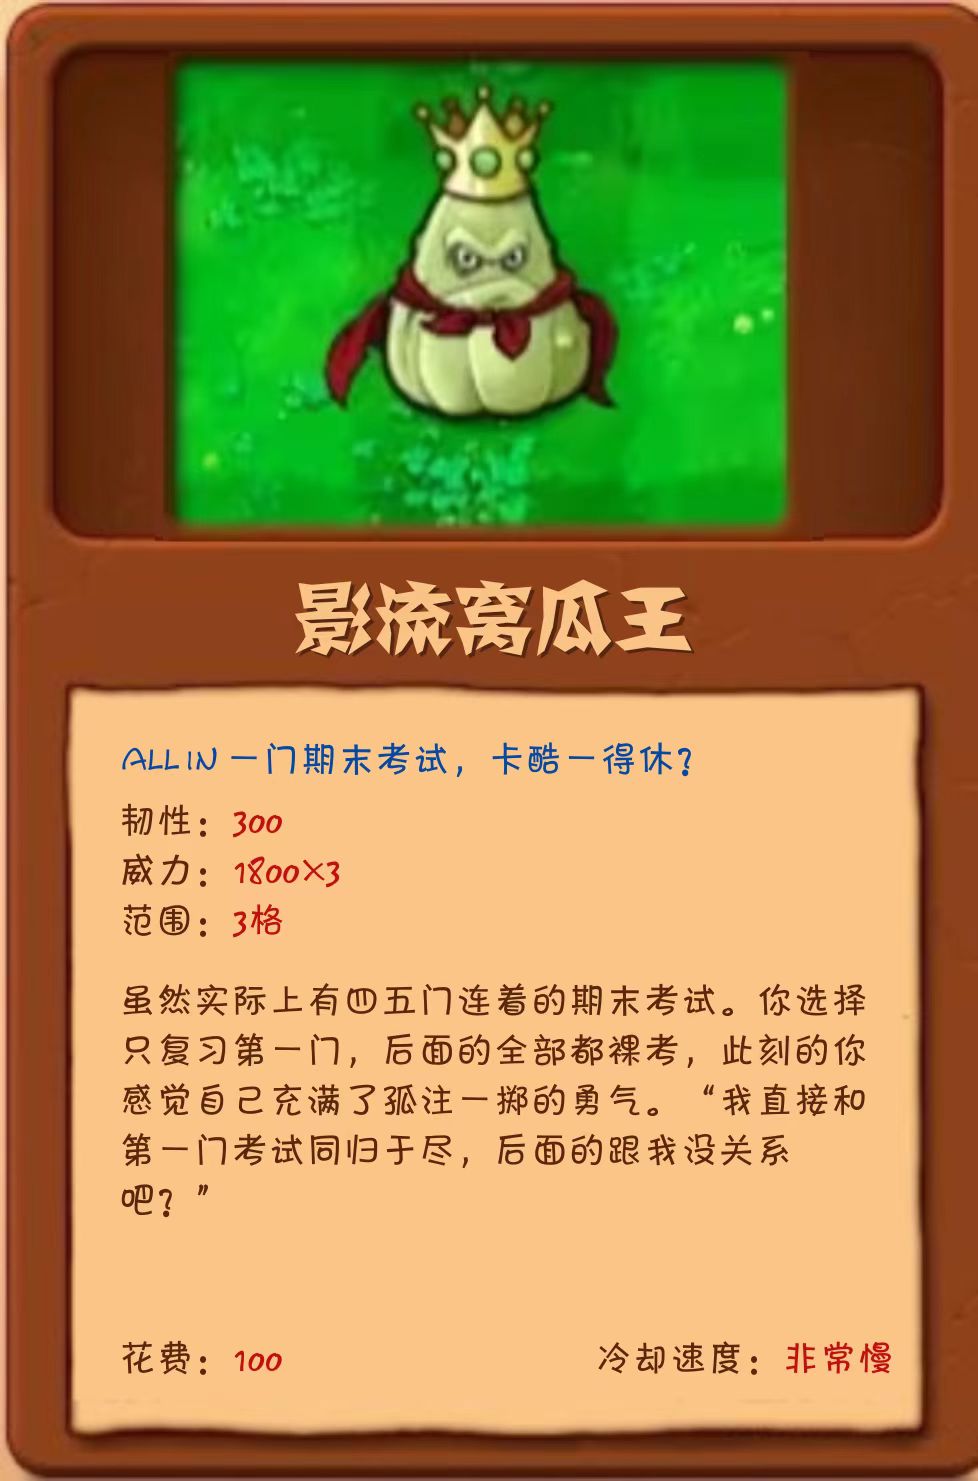 影流窝瓜王
ALL IN 一门期末考试，卡酷一得休？
韧性：300
威力：1800×3
范围：3格
虽然实际上有四五门连着的期末考试。你选择
只复习第一门，后面的全部都裸考，此刻的你
感觉自己充满了孤注一掷的勇气。“我直接和
第一门考试同归于尽，后面的跟我没关系
吧？”
花费：100 冷却速度：非常慢